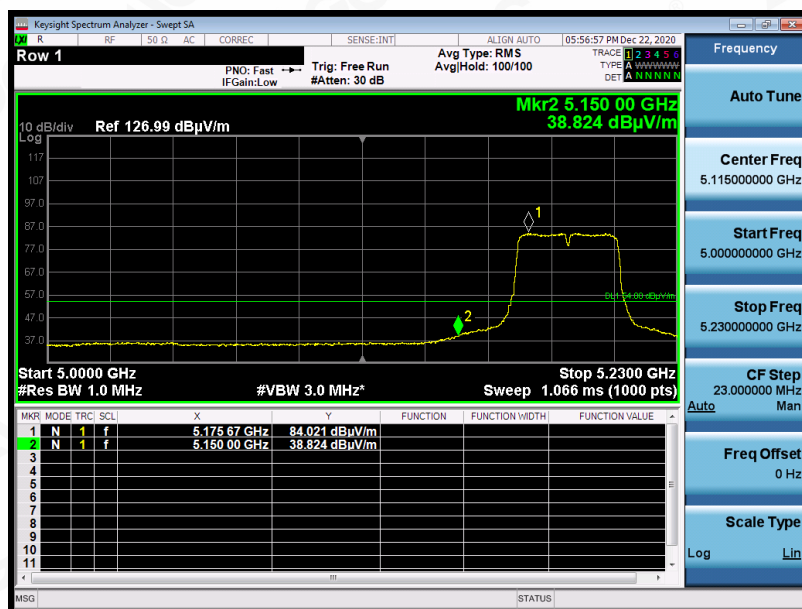 Keysight Spectrum Analyzer - Swept SA
LXI R RF 50 Ω AC CORREC SENSE:INT ALIGN AUTO 05:56:57 PM Dec 22, 2020
Row 1
PNO: Fast
IFGain:Low
Trig: Free Run
#Atten: 30 dB
Avg Type: RMS
Avg|Hold: 100/100
TRACE 1 2 3 4 5 6
TYPE A WWWWW
DET A N N N N N
10 dB/div
Log
Ref 126.99 dBµV/m
Mkr2 5.150 00 GHz
38.824 dBµV/m
117
107
97.0
87.0
77.0
67.0
57.0
47.0
37.0
1
2
DL1 54.00 dBµV/m
Start 5.0000 GHz Stop 5.2300 GHz
#Res BW 1.0 MHz #VBW 3.0 MHz* Sweep 1.066 ms (1000 pts)
MKR MODE TRC SCL X Y FUNCTION FUNCTION WIDTH FUNCTION VALUE
1 N 1 f 5.175 67 GHz 84.021 dBµV/m
2 N 1 f 5.150 00 GHz 38.824 dBµV/m
3
4
5
6
7
8
9
10
11
MSG STATUS
Frequency
Auto Tune
Center Freq
5.115000000 GHz
Start Freq
5.000000000 GHz
Stop Freq
5.230000000 GHz
CF Step
23.000000 MHz
Auto Man
Freq Offset
0 Hz
Scale Type
Log Lin